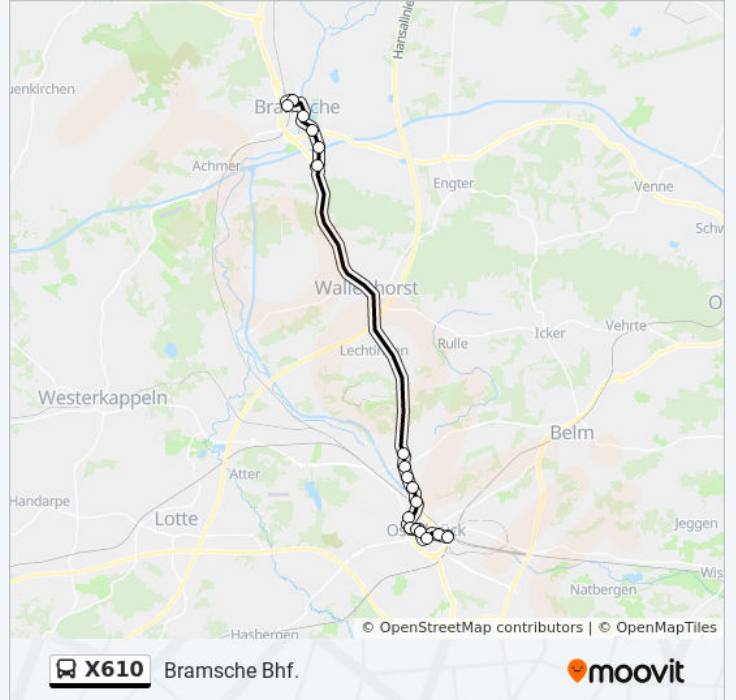 Hansalinie
uenkirchen
Bramsche
Achmer
Engter
Venne
Schw
Wallenhorst
O
Vehrte
Icker
Rulle
Lechtingen
Westerkappeln
Belm
Atter
Handarpe
Lotte
Osnabrück
Jeggen
Wis
Natbergen
Hasbergen
© OpenStreetMap contributors | © OpenMapTiles
X610 Bramsche Bhf. moovit